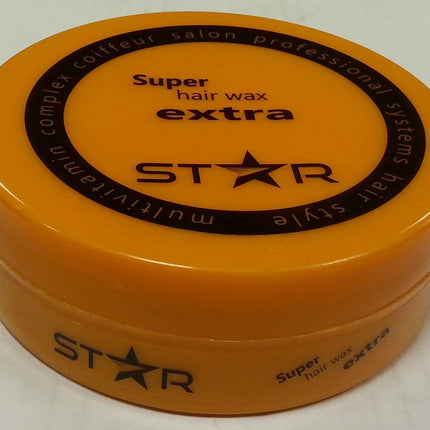 multivitamin complex coiffeur salon professional systems hair style
Super
hair wax
extra
STAR
STAR
Super
hair wax
extra